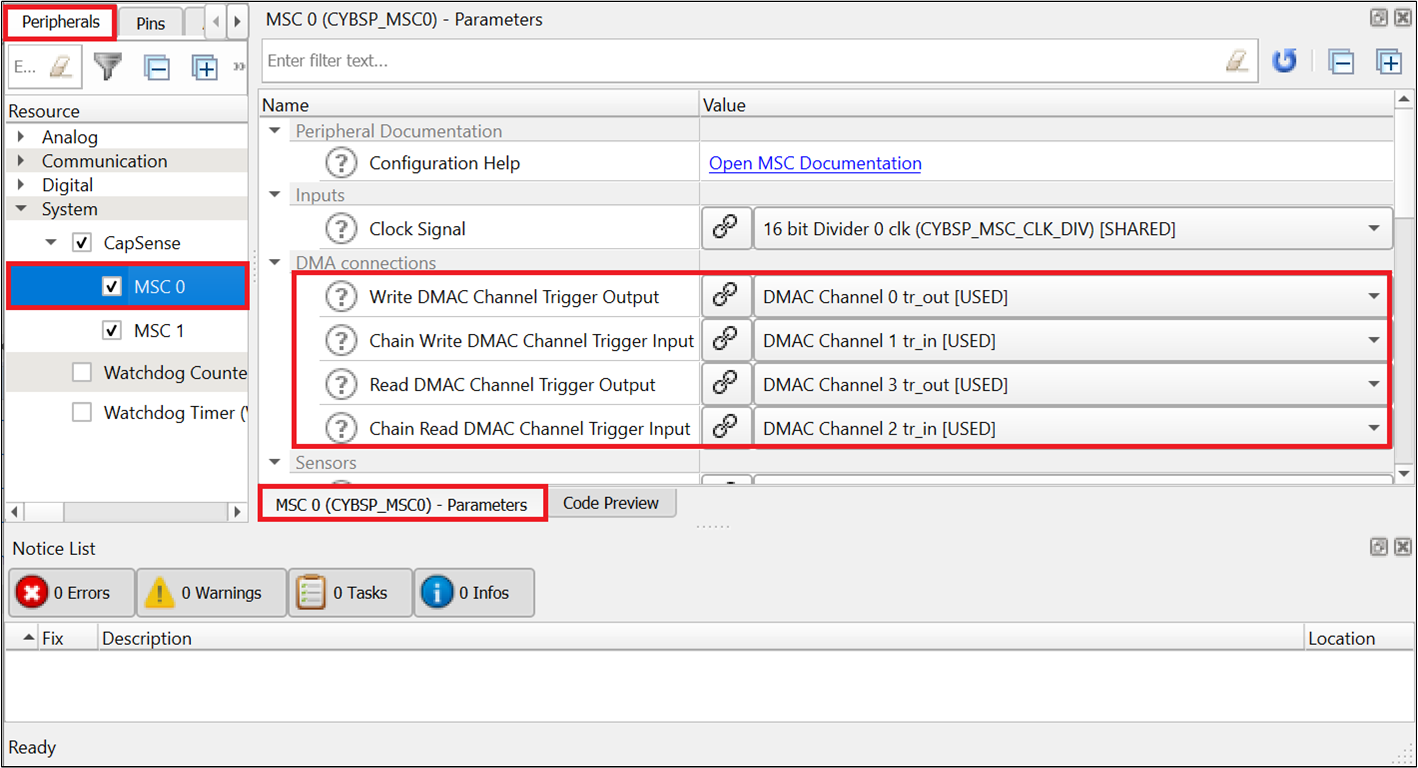 Peripherals
Pins
MSC 0 (CYBSP_MSC0) - Parameters
E...
Enter filter text...
Resource
Analog
Communication
Digital
System
CapSense
MSC 0
MSC 1
Watchdog Counte
Watchdog Timer (
Name Value
Peripheral Documentation
Configuration Help Open MSC Documentation
Inputs
Clock Signal 16 bit Divider 0 clk (CYBSP_MSC_CLK_DIV) [SHARED]
DMA connections
Write DMAC Channel Trigger Output DMAC Channel 0 tr_out [USED]
Chain Write DMAC Channel Trigger Input DMAC Channel 1 tr_in [USED]
Read DMAC Channel Trigger Output DMAC Channel 3 tr_out [USED]
Chain Read DMAC Channel Trigger Input DMAC Channel 2 tr_in [USED]
Sensors
MSC 0 (CYBSP_MSC0) - Parameters Code Preview
Notice List
0 Errors 0 Warnings 0 Tasks 0 Infos
Fix Description Location
Ready